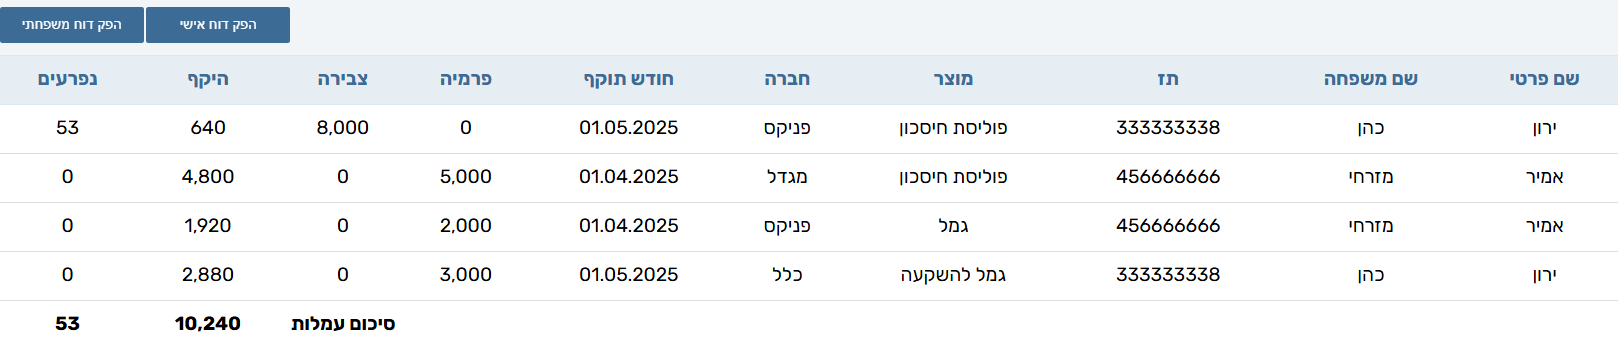 הפק דוח אישי הפק דוח משפחתי
שם פרטי שם משפחה תז מוצר חברה חודש תוקף פרמיה צבירה היקף נפרעים
ירון כהן 333333338 פוליסת חיסכון פניקס 01.05.2025 0 8,000 640 53
אמיר מזרחי 456666666 פוליסת חיסכון מגדל 01.04.2025 5,000 0 4,800 0
אמיר מזרחי 456666666 גמל פניקס 01.04.2025 2,000 0 1,920 0
ירון כהן 333333338 גמל להשקעה כלל 01.05.2025 3,000 0 2,880 0
סיכום עמלות 10,240 53